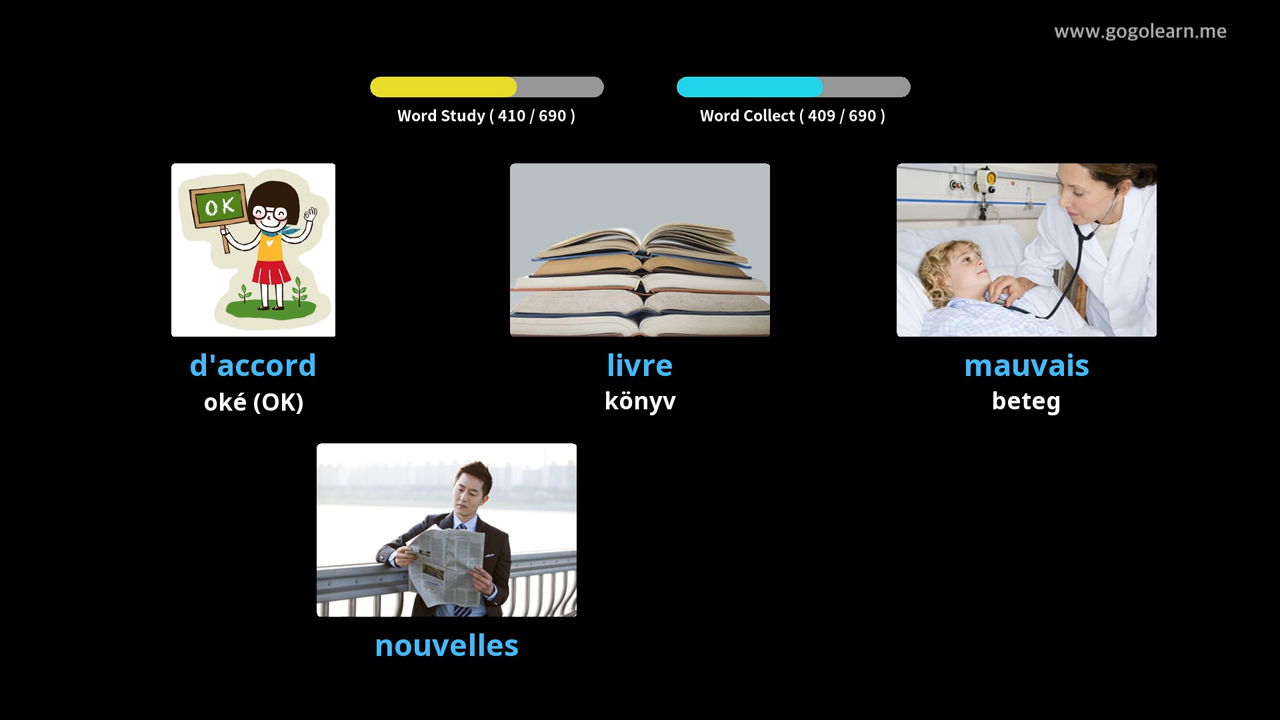 www.gogolearn.me
Word Study ( 410 / 690 )
Word Collect ( 409 / 690 )
OK
d'accord
oké (OK)
livre
könyv
mauvais
beteg
nouvelles